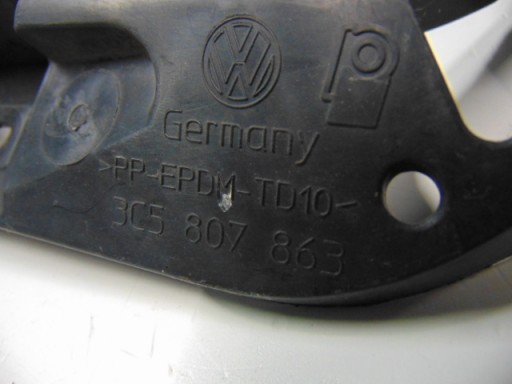 Germany
>PP-EPDM-TD10<
3C5 807 863